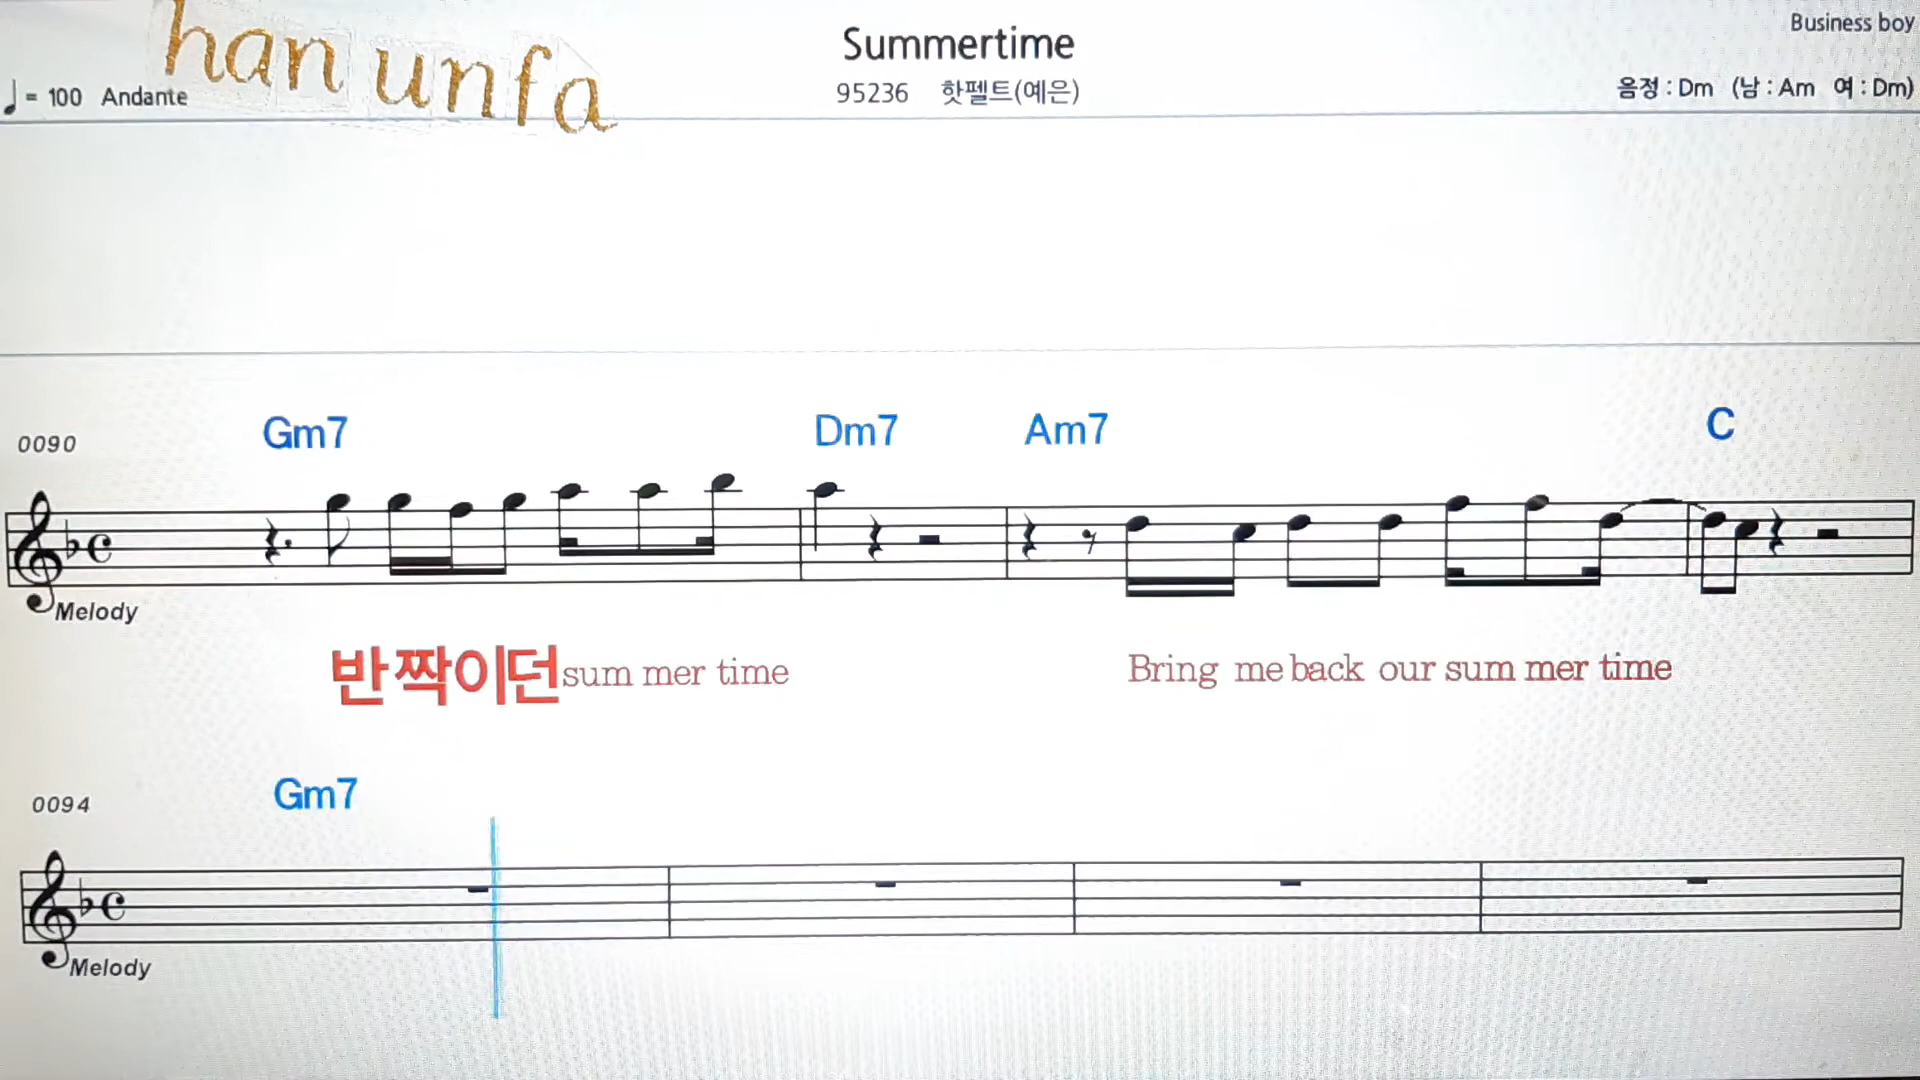 han unfa
Summertime
Business boy
♩= 100 Andante
95236 핫펠트(예은)
음정 : Dm (남 : Am 여 : Dm)
0090 Gm7 Dm7 Am7 C
Melody
반짝이던 sum mer time Bring me back our sum mer time
0094 Gm7
Melody